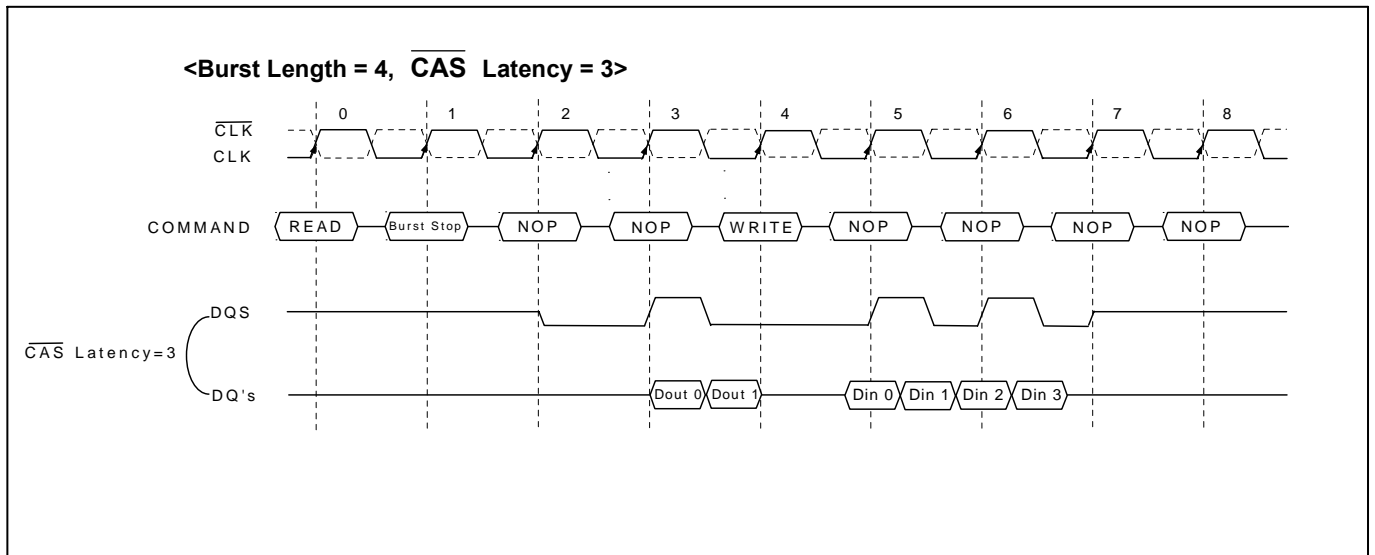 <Burst Length = 4, CAS Latency = 3>
0 1 2 3 4 5 6 7 8
CLK
CLK
COMMAND READ Burst Stop NOP NOP WRITE NOP NOP NOP NOP
DQS
CAS Latency=3
DQ's Dout 0 Dout 1 Din 0 Din 1 Din 2 Din 3